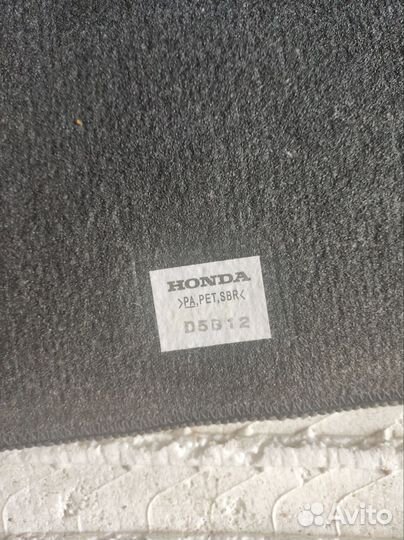 HONDA
>PA,PET,SBR<
D5B12
Avito